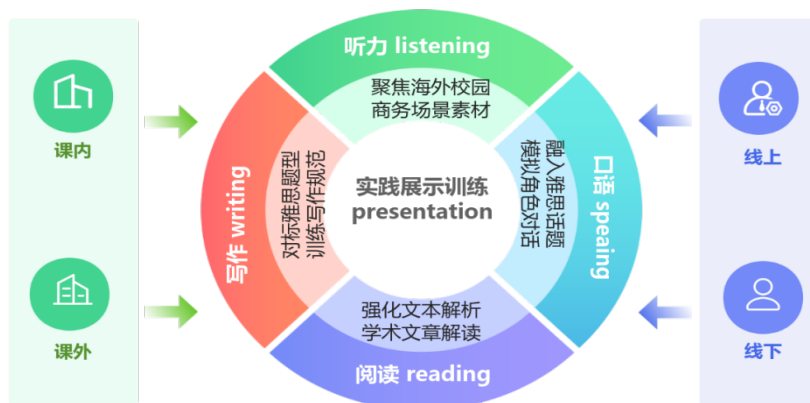 课内
课外
听力 listening
聚焦海外校园
商务场景素材
写作 writing
对标雅思题型
训练写作规范
实践展示训练
presentation
融入雅思话题
模拟角色对话
口语 speaing
强化文本解析
学术文章解读
阅读 reading
线上
线下